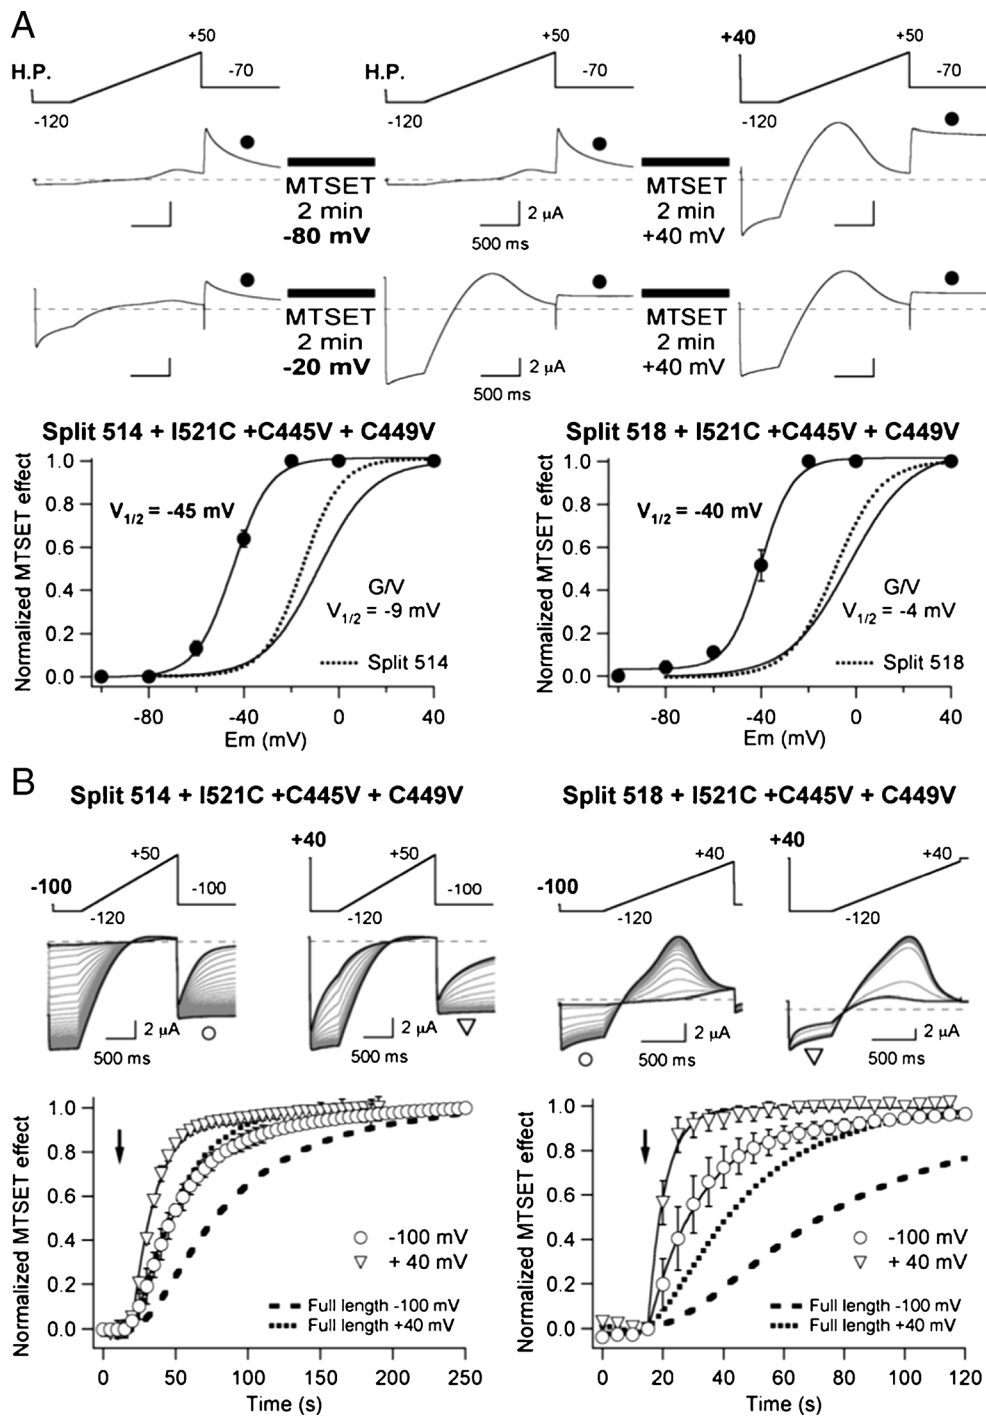 A
+50
H.P.
-70
-120
+50
H.P.
-70
-120
+40
+50
-70
-120
MTSET
2 min
-80 mV
2 µA
500 ms
MTSET
2 min
+40 mV
MTSET
2 min
-20 mV
2 µA
500 ms
MTSET
2 min
+40 mV
Split 514 + I521C +C445V + C449V
Normalized MTSET effect
1.0
0.8
0.6
0.4
0.2
0.0
V1/2 = -45 mV
G/V
V1/2 = -9 mV
Split 514
-80
-40
0
40
Em (mV)
Split 518 + I521C +C445V + C449V
Normalized MTSET effect
1.0
0.8
0.6
0.4
0.2
0.0
V1/2 = -40 mV
G/V
V1/2 = -4 mV
Split 518
-80
-40
0
40
Em (mV)
B
Split 514 + I521C +C445V + C449V
-100
+50
-100
-120
+40
+50
-100
-120
2 µA
500 ms
2 µA
500 ms
Split 518 + I521C +C445V + C449V
-100
+40
-120
+40
+40
-120
2 µA
500 ms
2 µA
500 ms
Normalized MTSET effect
1.0
0.8
0.6
0.4
0.2
0.0
-100 mV
+ 40 mV
Full length -100 mV
Full length +40 mV
0
50
100
150
200
250
Time (s)
Normalized MTSET effect
1.0
0.8
0.6
0.4
0.2
0.0
-100 mV
+ 40 mV
Full length -100 mV
Full length +40 mV
0
20
40
60
80
100
120
Time (s)